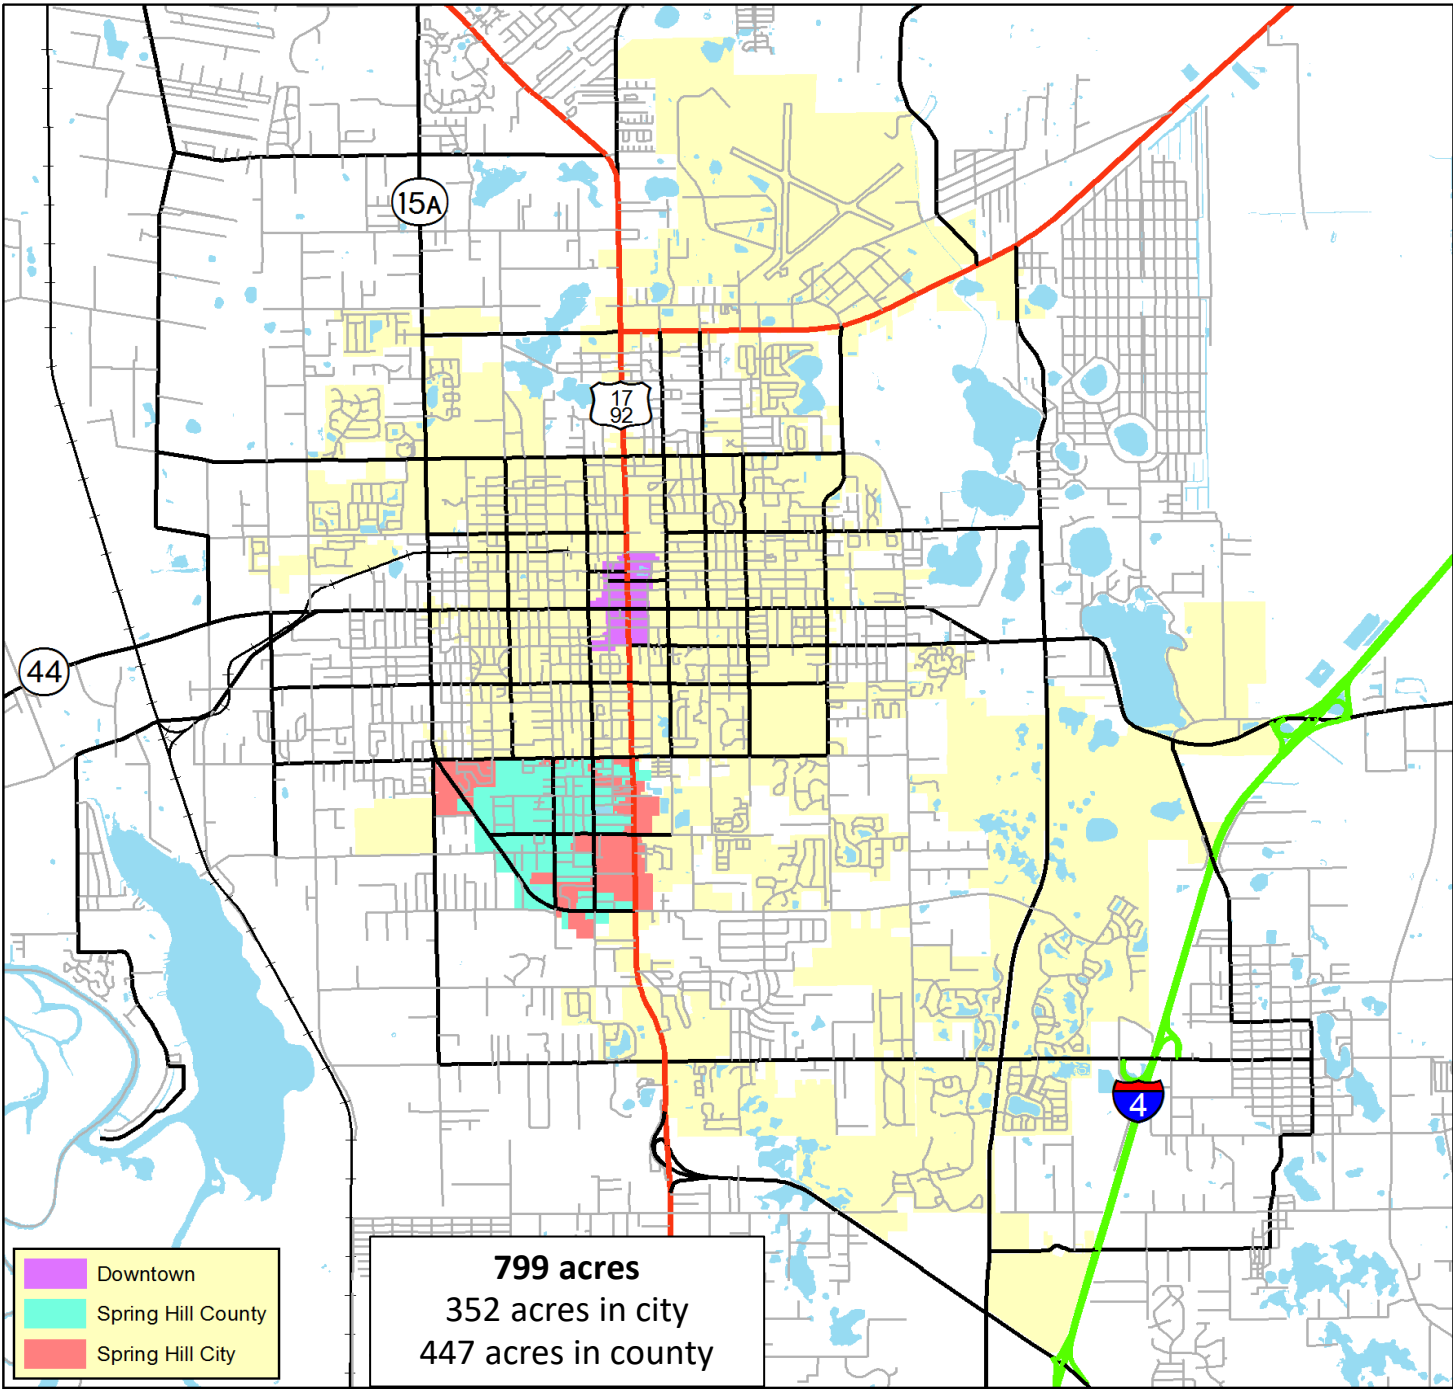 15A
17
92
44
4
Downtown
Spring Hill County
Spring Hill City
799 acres
352 acres in city
447 acres in county